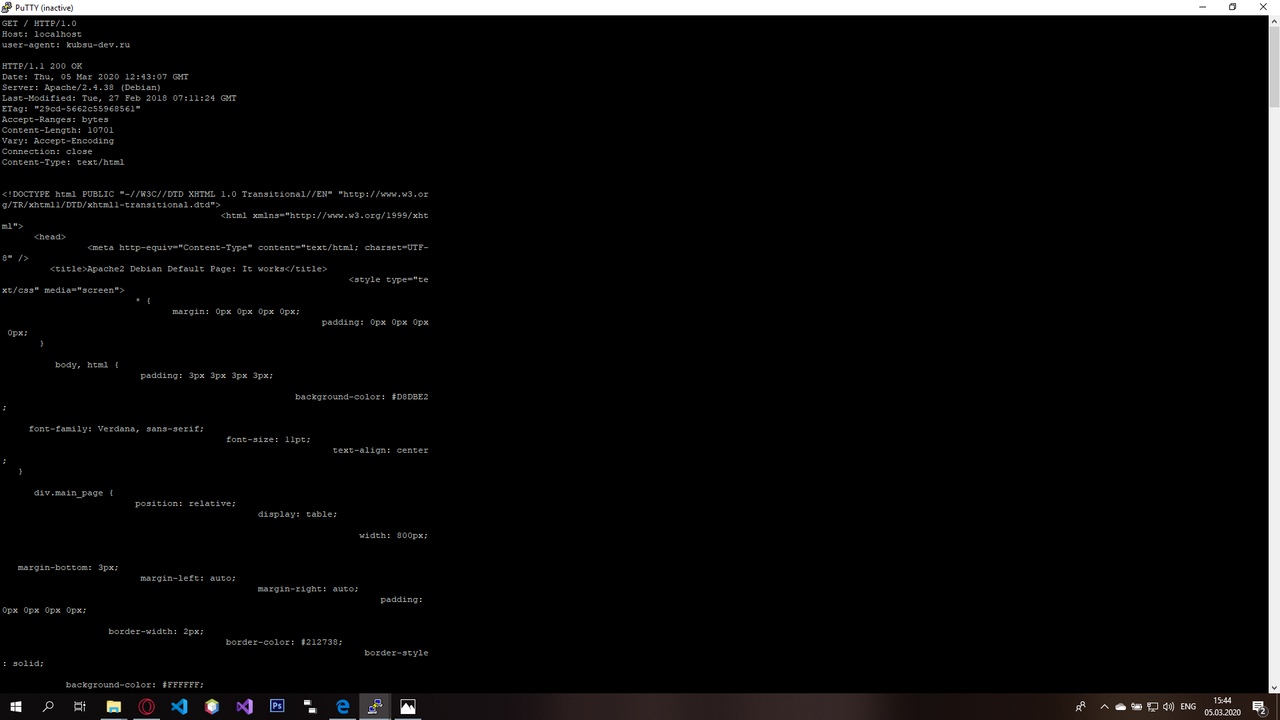 PuTTY (inactive)
GET / HTTP/1.0
Host: localhost
user-agent: kubsu-dev.ru
HTTP/1.1 200 OK
Date: Thu, 05 Mar 2020 12:43:07 GMT
Server: Apache/2.4.38 (Debian)
Last-Modified: Tue, 27 Feb 2018 07:11:24 GMT
ETag: "29cd-5662c55968561"
Accept-Ranges: bytes
Content-Length: 10701
Vary: Accept-Encoding
Connection: close
Content-Type: text/html
<!DOCTYPE html PUBLIC "-//W3C//DTD XHTML 1.0 Transitional//EN" "http://www.w3.or
g/TR/xhtml1/DTD/xhtml1-transitional.dtd">
<html xmlns="http://www.w3.org/1999/xht
ml">
<head>
<meta http-equiv="Content-Type" content="text/html; charset=UTF-
8" />
<title>Apache2 Debian Default Page: It works</title>
<style type="te
xt/css" media="screen">
* {
margin: 0px 0px 0px 0px;
padding: 0px 0px 0px
0px;
}
body, html {
padding: 3px 3px 3px 3px;
background-color: #D8DBE2
;
font-family: Verdana, sans-serif;
font-size: 11pt;
text-align: center
;
}
div.main_page {
position: relative;
display: table;
width: 800px;
margin-bottom: 3px;
margin-left: auto;
margin-right: auto;
padding:
0px 0px 0px 0px;
border-width: 2px;
border-color: #212738;
border-style
: solid;
background-color: #FFFFFF;
Ps
ENG
15:44
05.03.2020
2